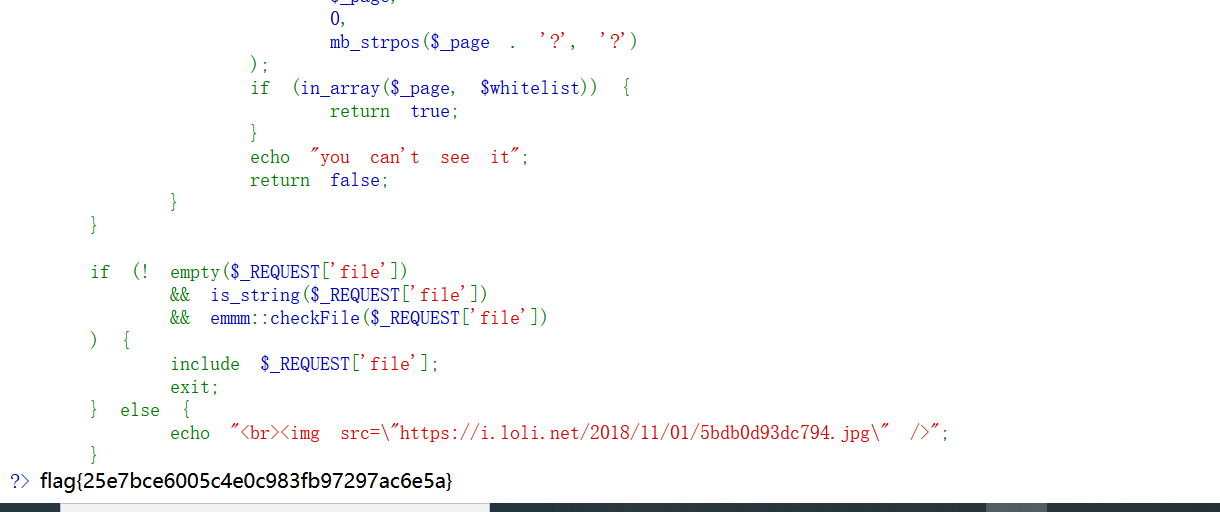 $_page,
0,
mb_strpos($_page . '?', '?')
);
if (in_array($_page, $whitelist)) {
return true;
}
echo "you can't see it";
return false;
}
}
if (! empty($_REQUEST['file'])
&& is_string($_REQUEST['file'])
&& emmm::checkFile($_REQUEST['file'])
) {
include $_REQUEST['file'];
exit;
} else {
echo "<br><img src=\"https://i.loli.net/2018/11/01/5bdb0d93dc794.jpg\" />";
}
?> flag{25e7bce6005c4e0c983fb97297ac6e5a}